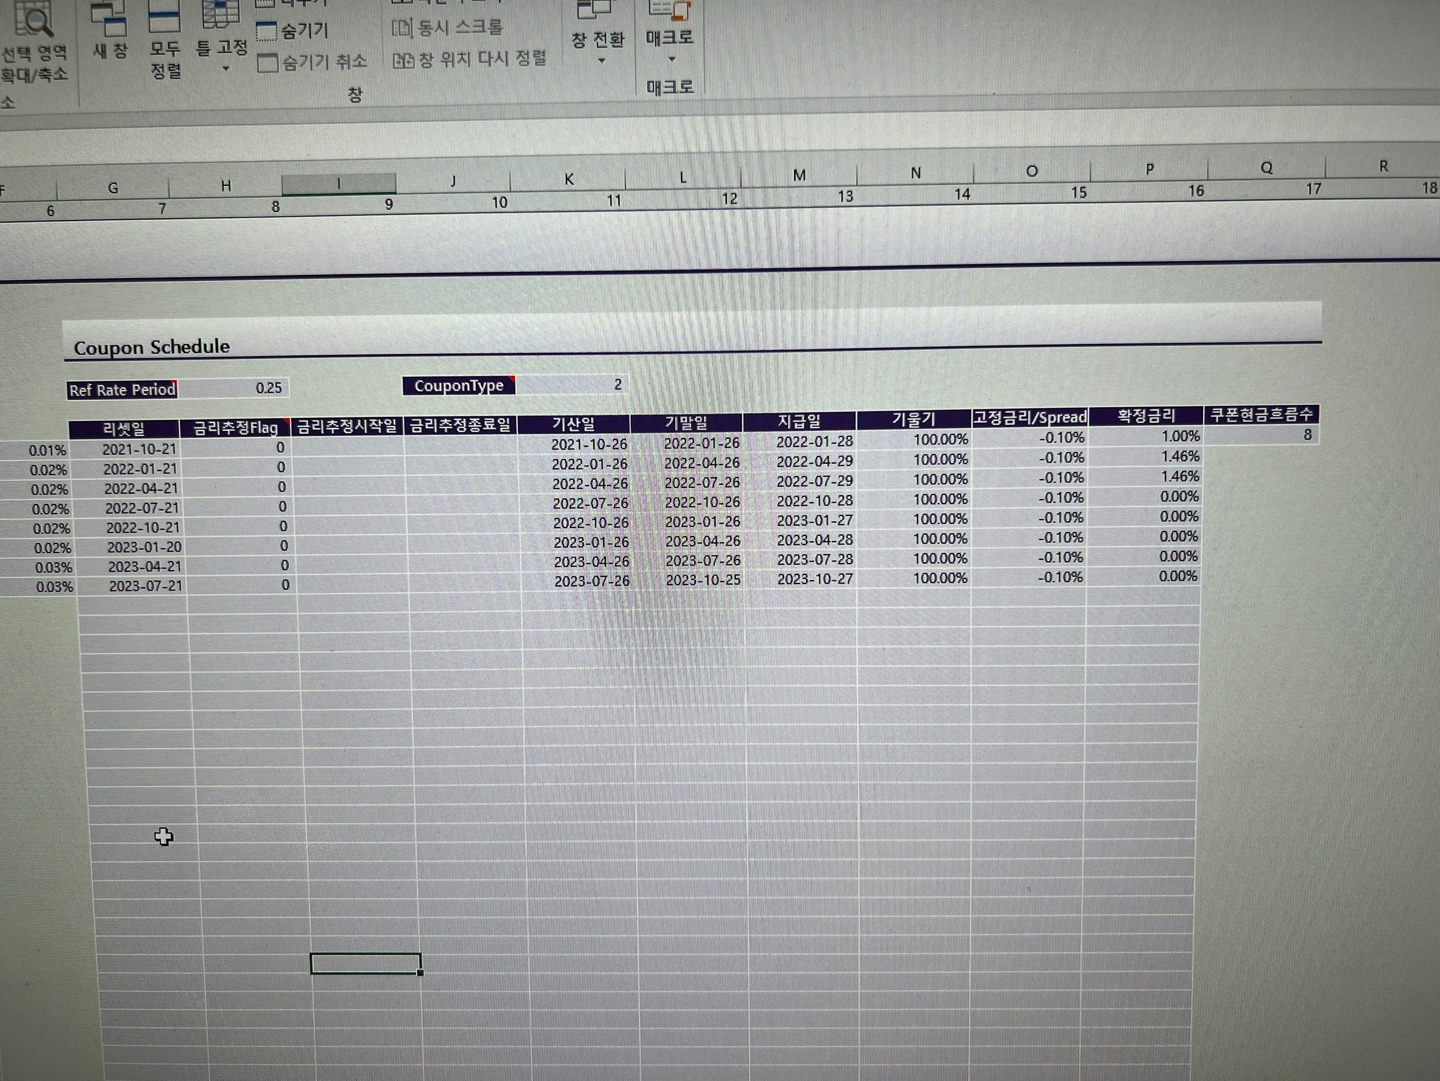 숨기기
동시 스크롤
선택 영역
확대/축소
새 창
모두
정렬
틀 고정
숨기기 취소
창 위치 다시 정렬
창 전환
매크로
소
창
매크로
G H I J K L M N O P Q R
6 7 8 9 10 11 12 13 14 15 16 17 18
Coupon Schedule
Ref Rate Period 0.25 CouponType 2
리셋일 금리추정Flag 금리추정시작일 금리추정종료일 기산일 기말일 지급일 기울기 고정금리/Spread 확정금리 쿠폰현금흐름수
0.01% 2021-10-21 0 2021-10-26 2022-01-26 2022-01-28 100.00% -0.10% 1.00% 8
0.02% 2022-01-21 0 2022-01-26 2022-04-26 2022-04-29 100.00% -0.10% 1.46%
0.02% 2022-04-21 0 2022-04-26 2022-07-26 2022-07-29 100.00% -0.10% 1.46%
0.02% 2022-07-21 0 2022-07-26 2022-10-26 2022-10-28 100.00% -0.10% 0.00%
0.02% 2022-10-21 0 2022-10-26 2023-01-26 2023-01-27 100.00% -0.10% 0.00%
0.02% 2023-01-20 0 2023-01-26 2023-04-26 2023-04-28 100.00% -0.10% 0.00%
0.03% 2023-04-21 0 2023-04-26 2023-07-26 2023-07-28 100.00% -0.10% 0.00%
0.03% 2023-07-21 0 2023-07-26 2023-10-25 2023-10-27 100.00% -0.10% 0.00%